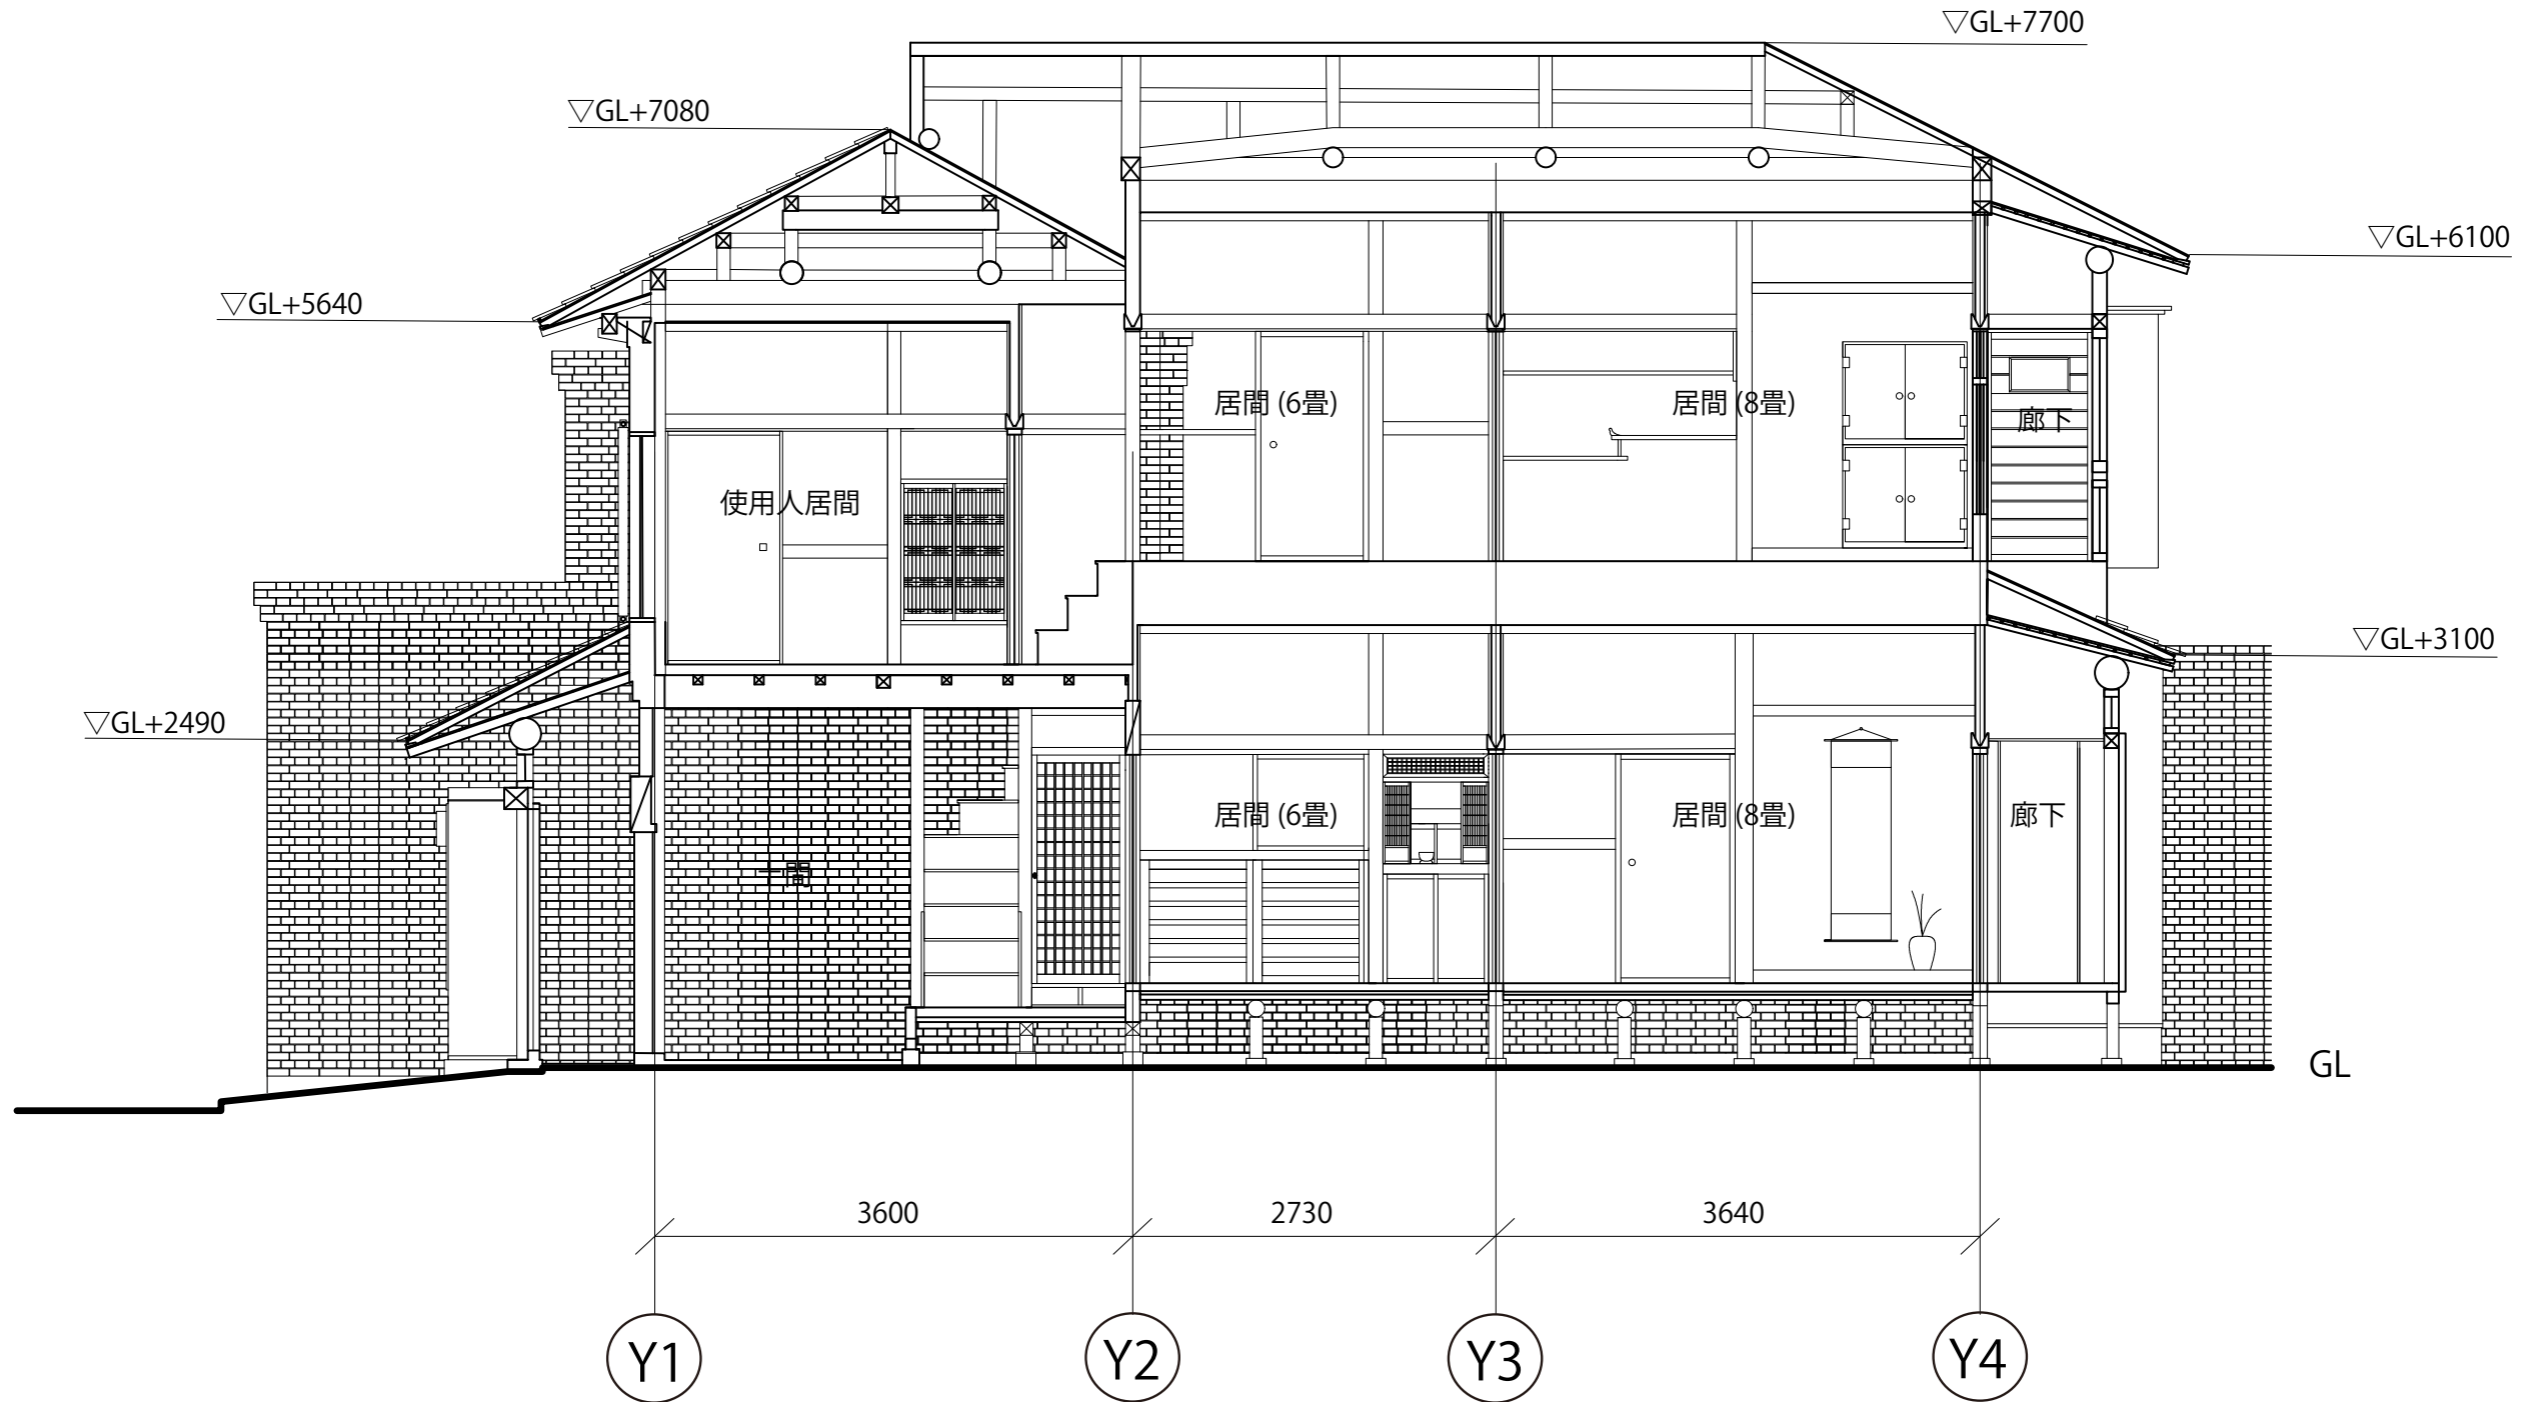 ▽GL+7700
▽GL+7080
▽GL+6100
▽GL+5640
居間 (6畳)
居間 (8畳)
廊下
使用人居間
▽GL+3100
▽GL+2490
居間 (6畳)
居間 (8畳)
廊下
土間
GL
3600
2730
3640
Y1
Y2
Y3
Y4